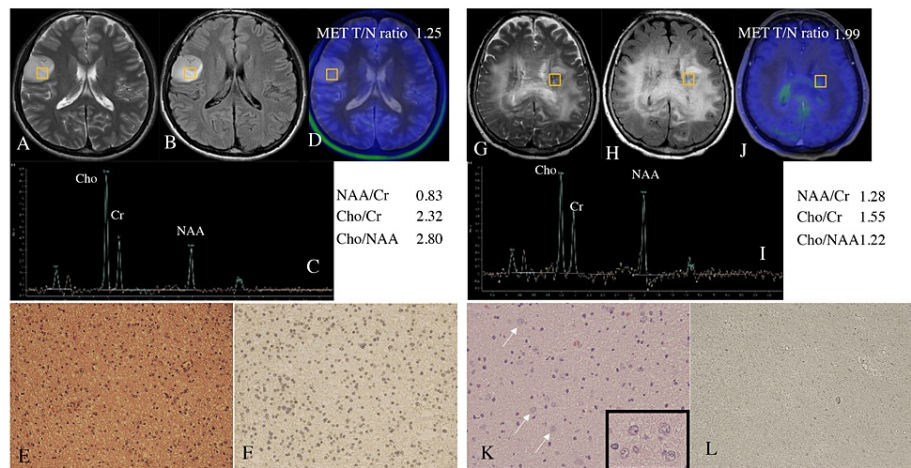 MET T/N ratio 1.25
A
B
D
Cho
Cr
NAA
C
NAA/Cr 0.83
Cho/Cr 2.32
Cho/NAA 2.80
E
F
MET T/N ratio 1.99
G
H
J
Cho
Cr
NAA
I
NAA/Cr 1.28
Cho/Cr 1.55
Cho/NAA1.22
K
L